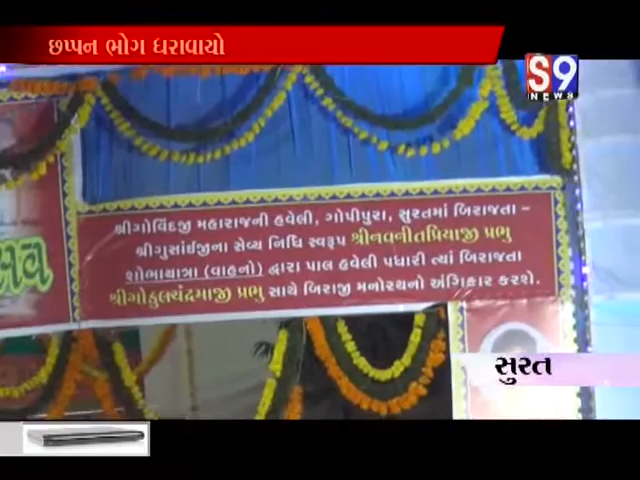 છપ્પન ભોગ ધરાવાયો
S9
NEWS
શ્રીગોવિંદજી મહારાજની હવેલી, ગોપીપુરા, સુરતમાં બિરાજતા –
શ્રીગુસાંઈજીના સેવ્ય નિધિ સ્વરૂપ શ્રીનવનીતપ્રિયાજી પ્રભુ
શોભાયાત્રા (વાહનો) દ્વારા પાલ હવેલી પધારી ત્યાં બિરાજતા
શ્રીગોકુલચંદ્રમાજી પ્રભુ સાથે બિરાજી મનોરથનો અંગિકાર કરશે.
સુરત